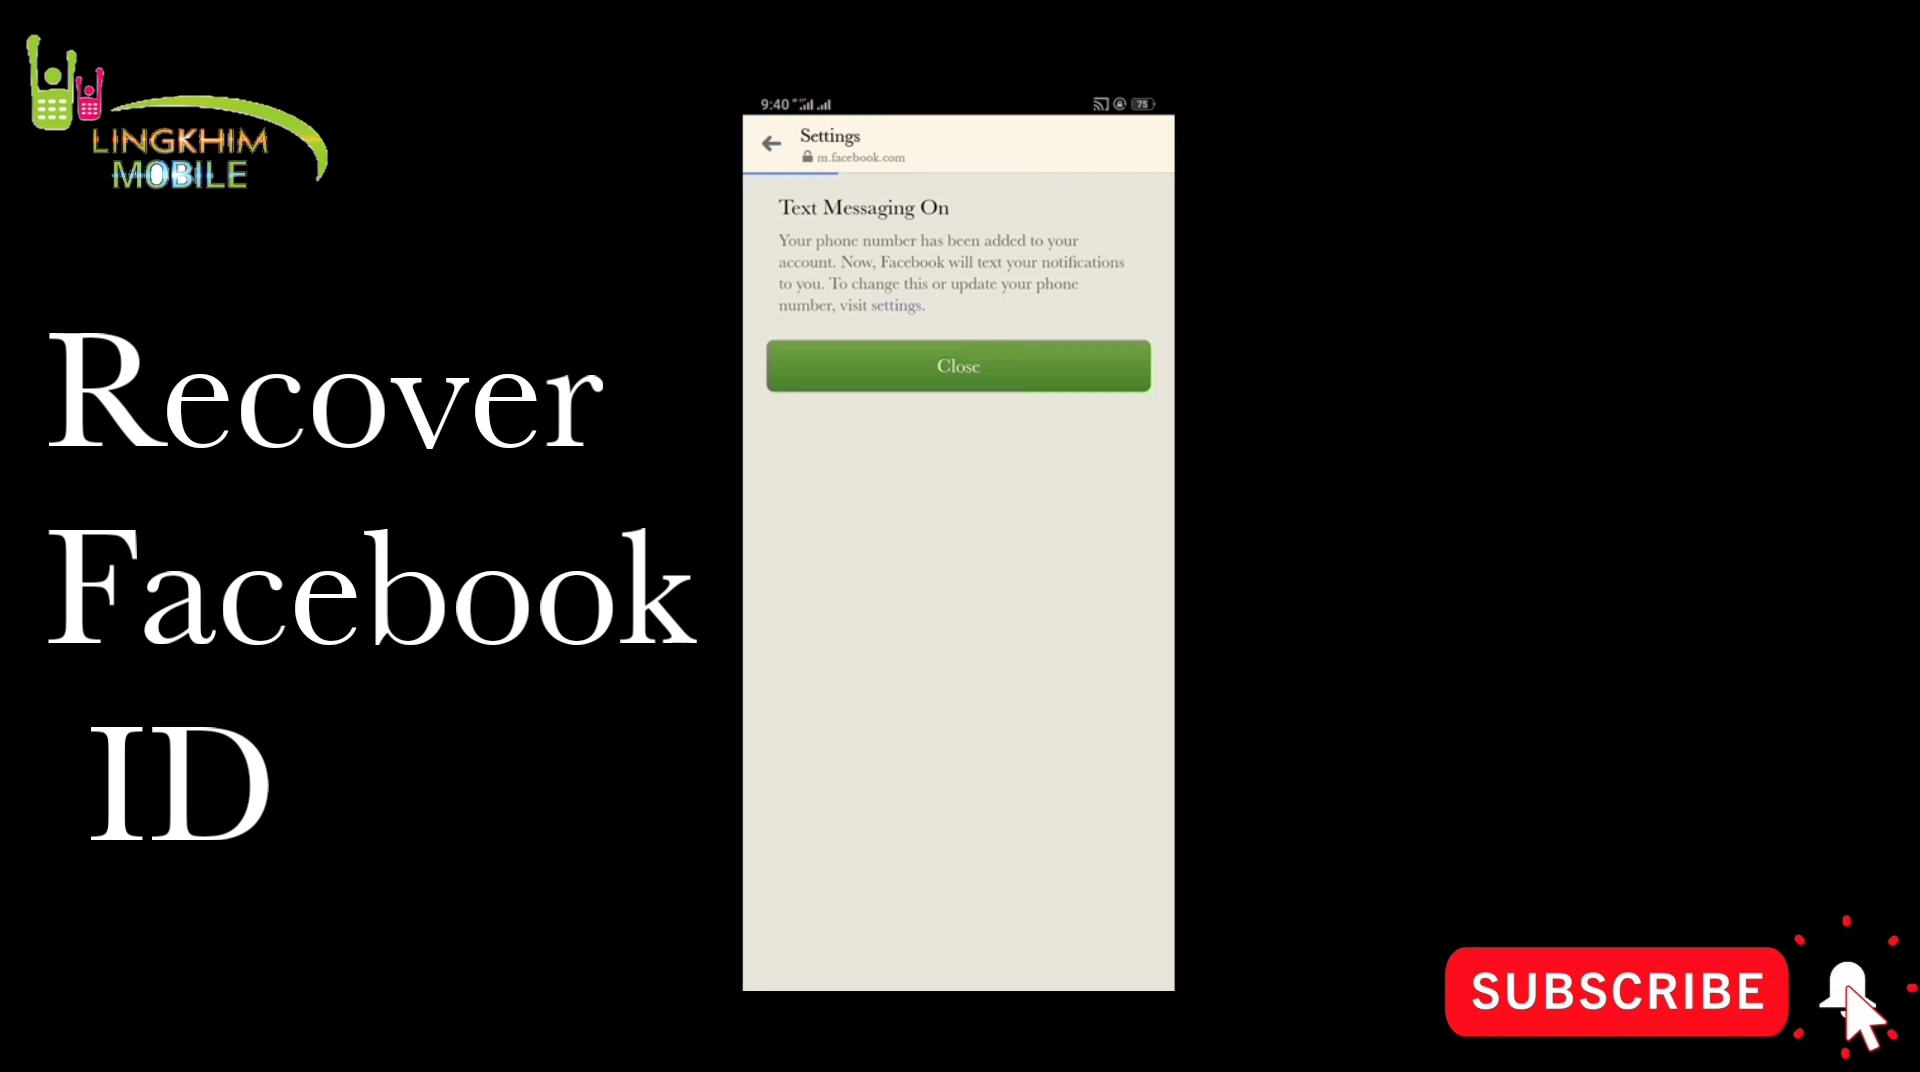 LINGKHIM
MOBILE
Recover
Facebook
ID
9:40
75
Settings
m.facebook.com
Text Messaging On
Your phone number has been added to your
account. Now, Facebook will text your notifications
to you. To change this or update your phone
number, visit settings.
Close
SUBSCRIBE